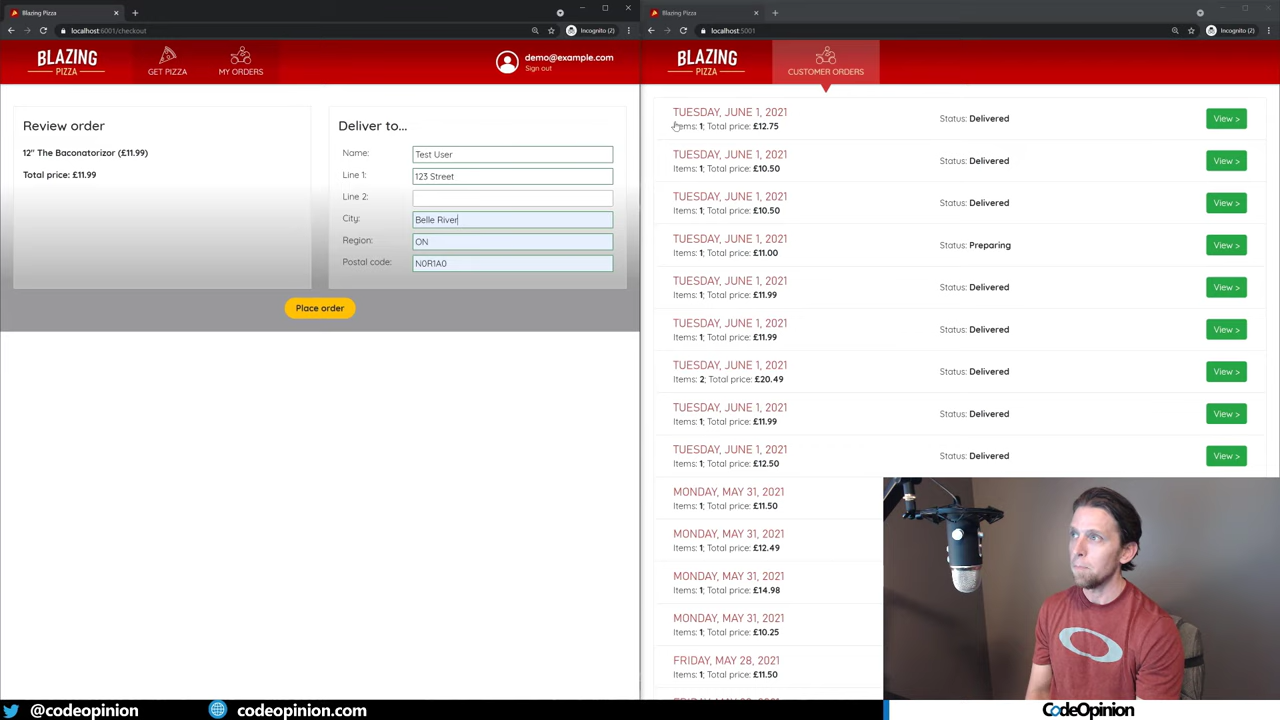 Blazing Pizza
localhost:6001/checkout
Incognito (2)
BLAZING
PIZZA
GET PIZZA
MY ORDERS
demo@example.com
Sign out
Review order
12" The Baconatorizor (£11.99)
Total price: £11.99
Deliver to...
Name: Test User
Line 1: 123 Street
Line 2:
City: Belle River
Region: ON
Postal code: N0R1A0
Place order
Blazing Pizza
localhost:5001
Incognito (2)
BLAZING
PIZZA
CUSTOMER ORDERS
TUESDAY, JUNE 1, 2021
Items: 1; Total price: £12.75
Status: Delivered
View >
TUESDAY, JUNE 1, 2021
Items: 1; Total price: £10.50
Status: Delivered
View >
TUESDAY, JUNE 1, 2021
Items: 1; Total price: £10.50
Status: Delivered
View >
TUESDAY, JUNE 1, 2021
Items: 1; Total price: £11.00
Status: Preparing
View >
TUESDAY, JUNE 1, 2021
Items: 1; Total price: £11.99
Status: Delivered
View >
TUESDAY, JUNE 1, 2021
Items: 1; Total price: £11.99
Status: Delivered
View >
TUESDAY, JUNE 1, 2021
Items: 2; Total price: £20.49
Status: Delivered
View >
TUESDAY, JUNE 1, 2021
Items: 1; Total price: £11.99
Status: Delivered
View >
TUESDAY, JUNE 1, 2021
Items: 1; Total price: £12.50
Status: Delivered
View >
MONDAY, MAY 31, 2021
Items: 1; Total price: £11.50
MONDAY, MAY 31, 2021
Items: 1; Total price: £12.49
MONDAY, MAY 31, 2021
Items: 1; Total price: £14.98
MONDAY, MAY 31, 2021
Items: 1; Total price: £10.25
FRIDAY, MAY 28, 2021
Items: 1; Total price: £11.50
@codeopinion
codeopinion.com
CodeOpinion